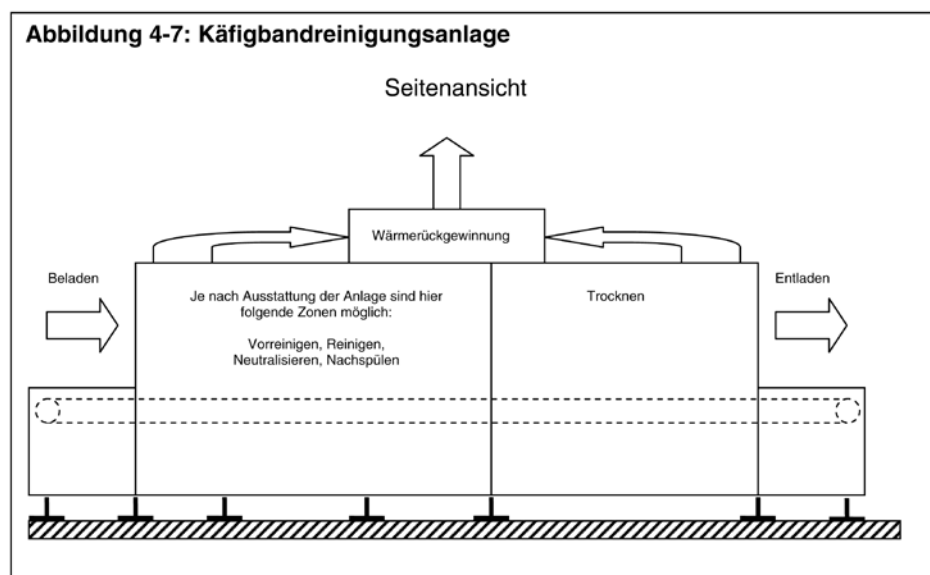 Abbildung 4-7: Käfigbandreinigungsanlage
Seitenansicht
Wärmerückgewinnung
Beladen
Je nach Ausstattung der Anlage sind hier
folgende Zonen möglich:
Vorreinigen, Reinigen,
Neutralisieren, Nachspülen
Trocknen
Entladen